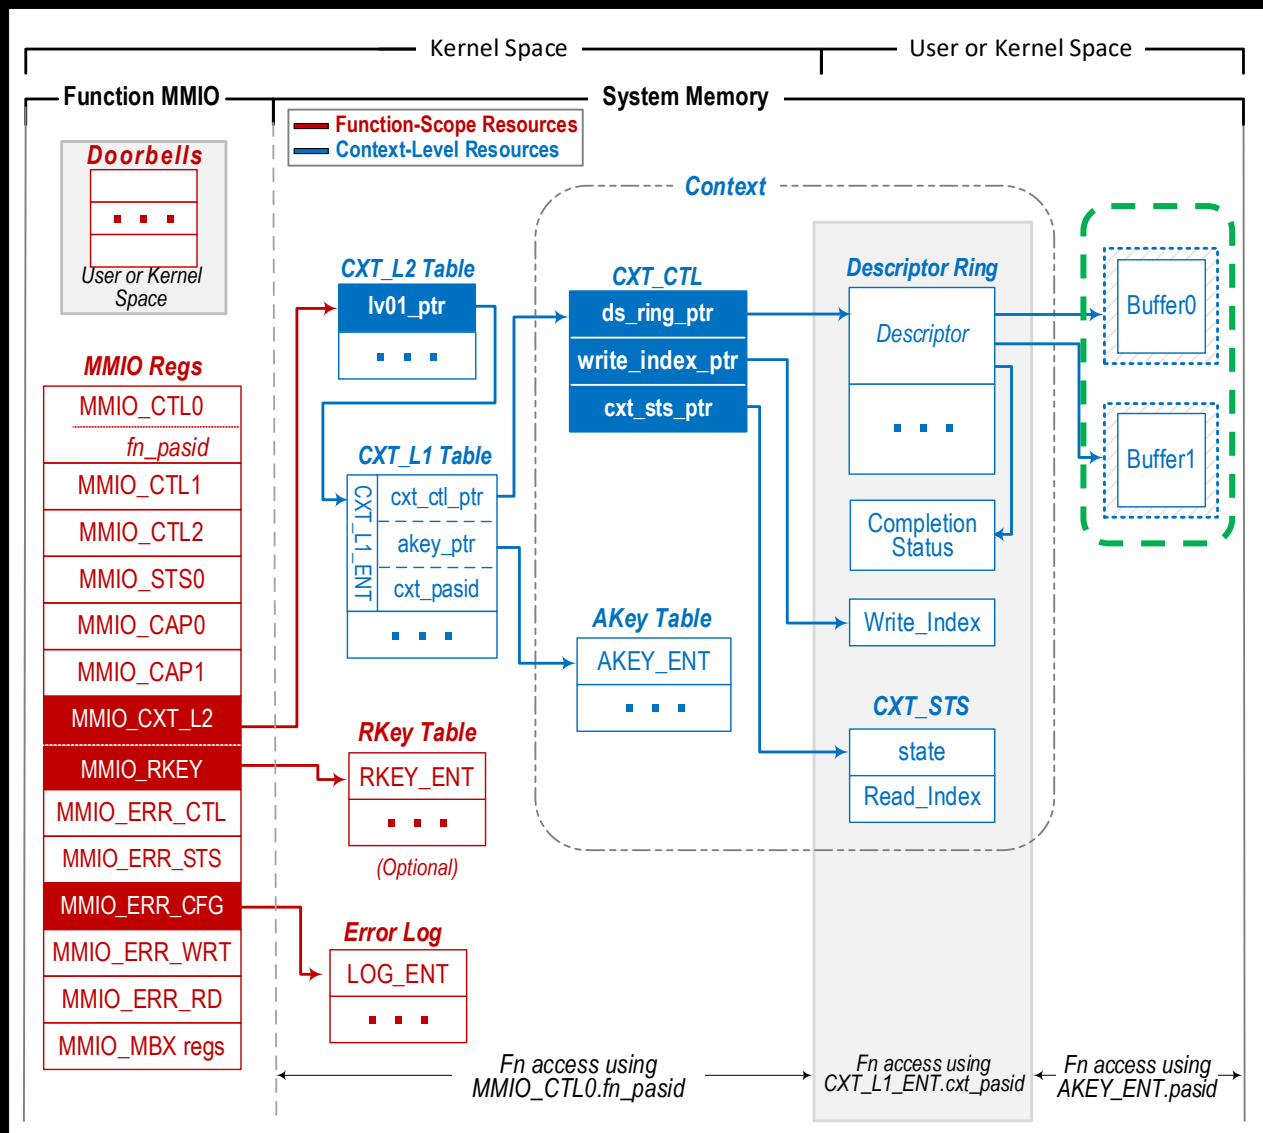 Kernel Space
User or Kernel Space
Function MMIO
System Memory
Function-Scope Resources
Context-Level Resources
Doorbells
User or Kernel
Space
MMIO Regs
MMIO_CTL0
fn_pasid
MMIO_CTL1
MMIO_CTL2
MMIO_STS0
MMIO_CAP0
MMIO_CAP1
MMIO_CXT_L2
MMIO_RKEY
MMIO_ERR_CTL
MMIO_ERR_STS
MMIO_ERR_CFG
MMIO_ERR_WRT
MMIO_ERR_RD
MMIO_MBX regs
CXT_L2 Table
lv01_ptr
CXT_L1 Table
CXT_L1_ENT
cxt_ctl_ptr
akey_ptr
cxt_pasid
RKey Table
RKEY_ENT
(Optional)
Error Log
LOG_ENT
Context
CXT_CTL
ds_ring_ptr
write_index_ptr
cxt_sts_ptr
AKey Table
AKEY_ENT
Descriptor Ring
Descriptor
Completion
Status
Write_Index
CXT_STS
state
Read_Index
Buffer0
Buffer1
Fn access using
MMIO_CTL0.fn_pasid
Fn access using
CXT_L1_ENT.cxt_pasid
Fn access using
AKEY_ENT.pasid